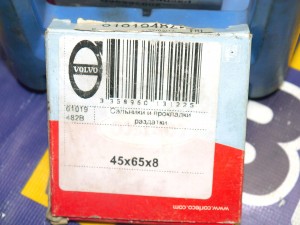 VOLVO
61019
482B
Сальники и прокладки
раздатки
45x65x8
www.corteco.com